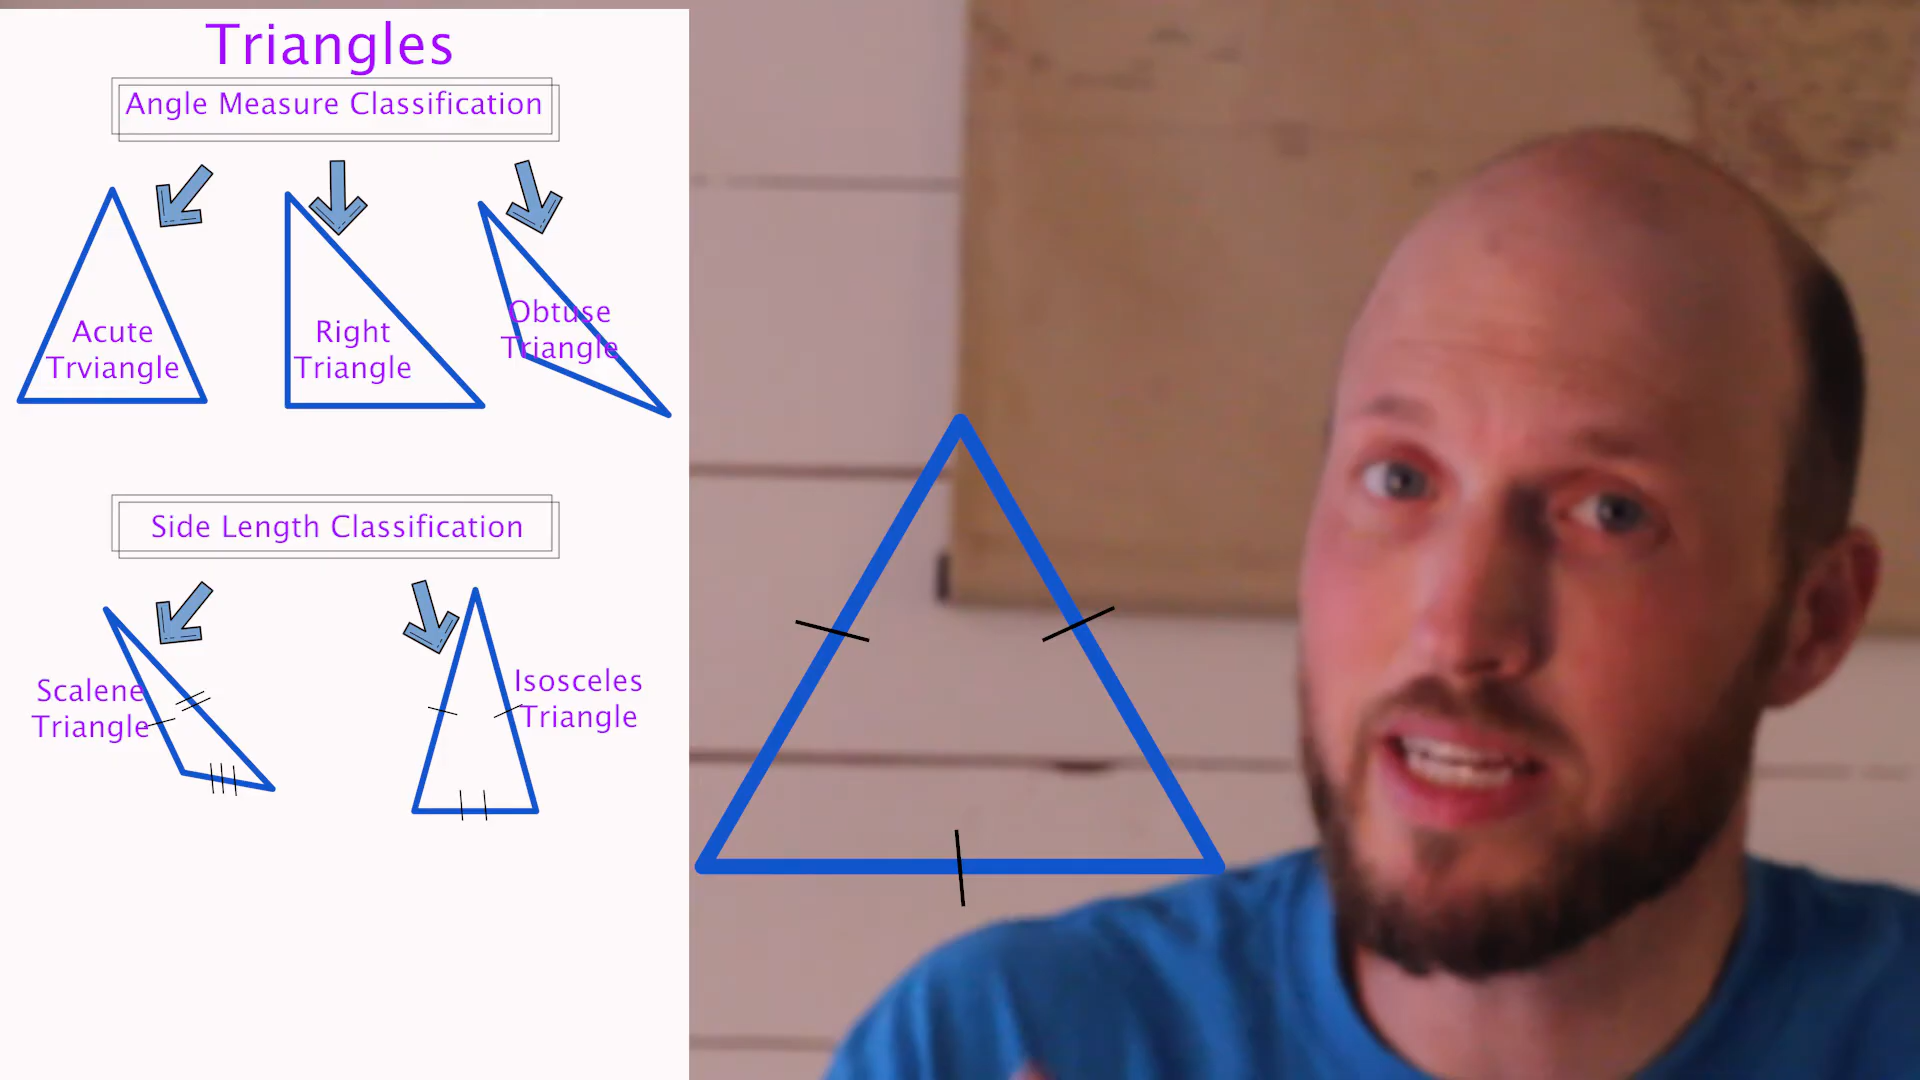 Triangles
Angle Measure Classification
Acute
Trviangle
Right
Triangle
Obtuse
Triangle
Side Length Classification
Scalene
Triangle
Isosceles
Triangle